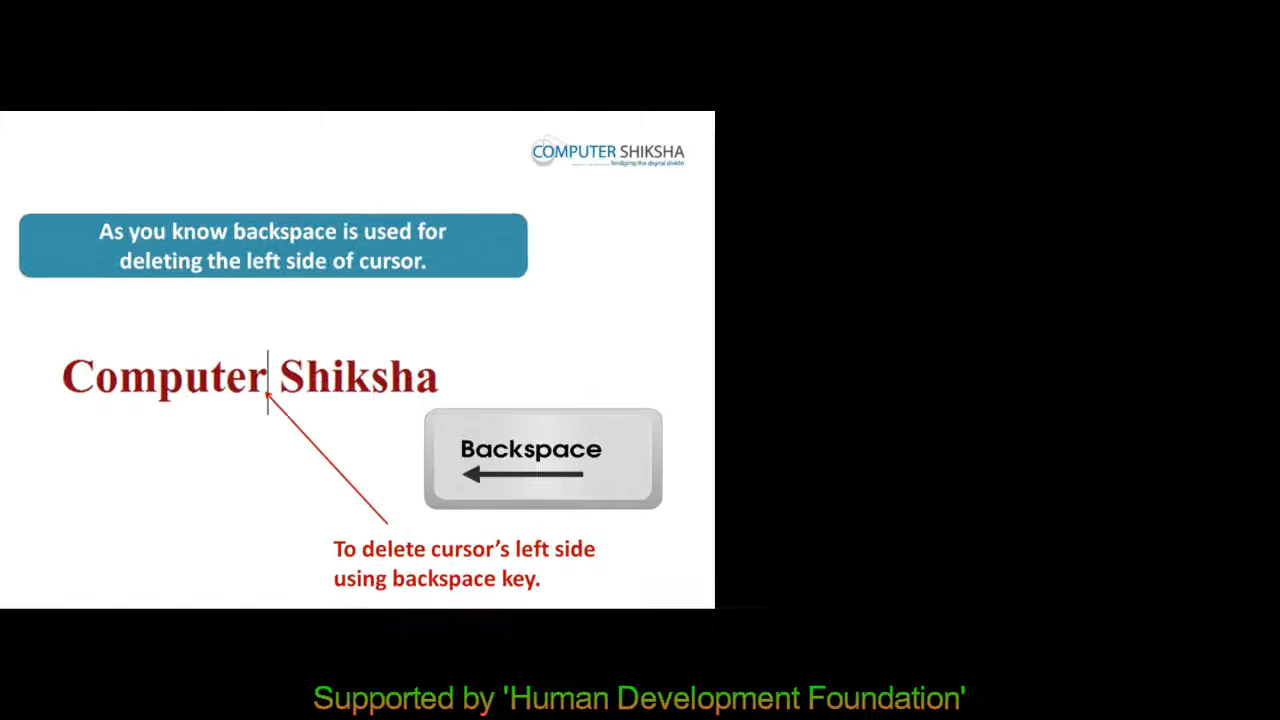 COMPUTER SHIKSHA
bridging the digital divide
As you know backspace is used for
deleting the left side of cursor.
Computer Shiksha
Backspace
To delete cursor's left side
using backspace key.
Supported by 'Human Development Foundation'